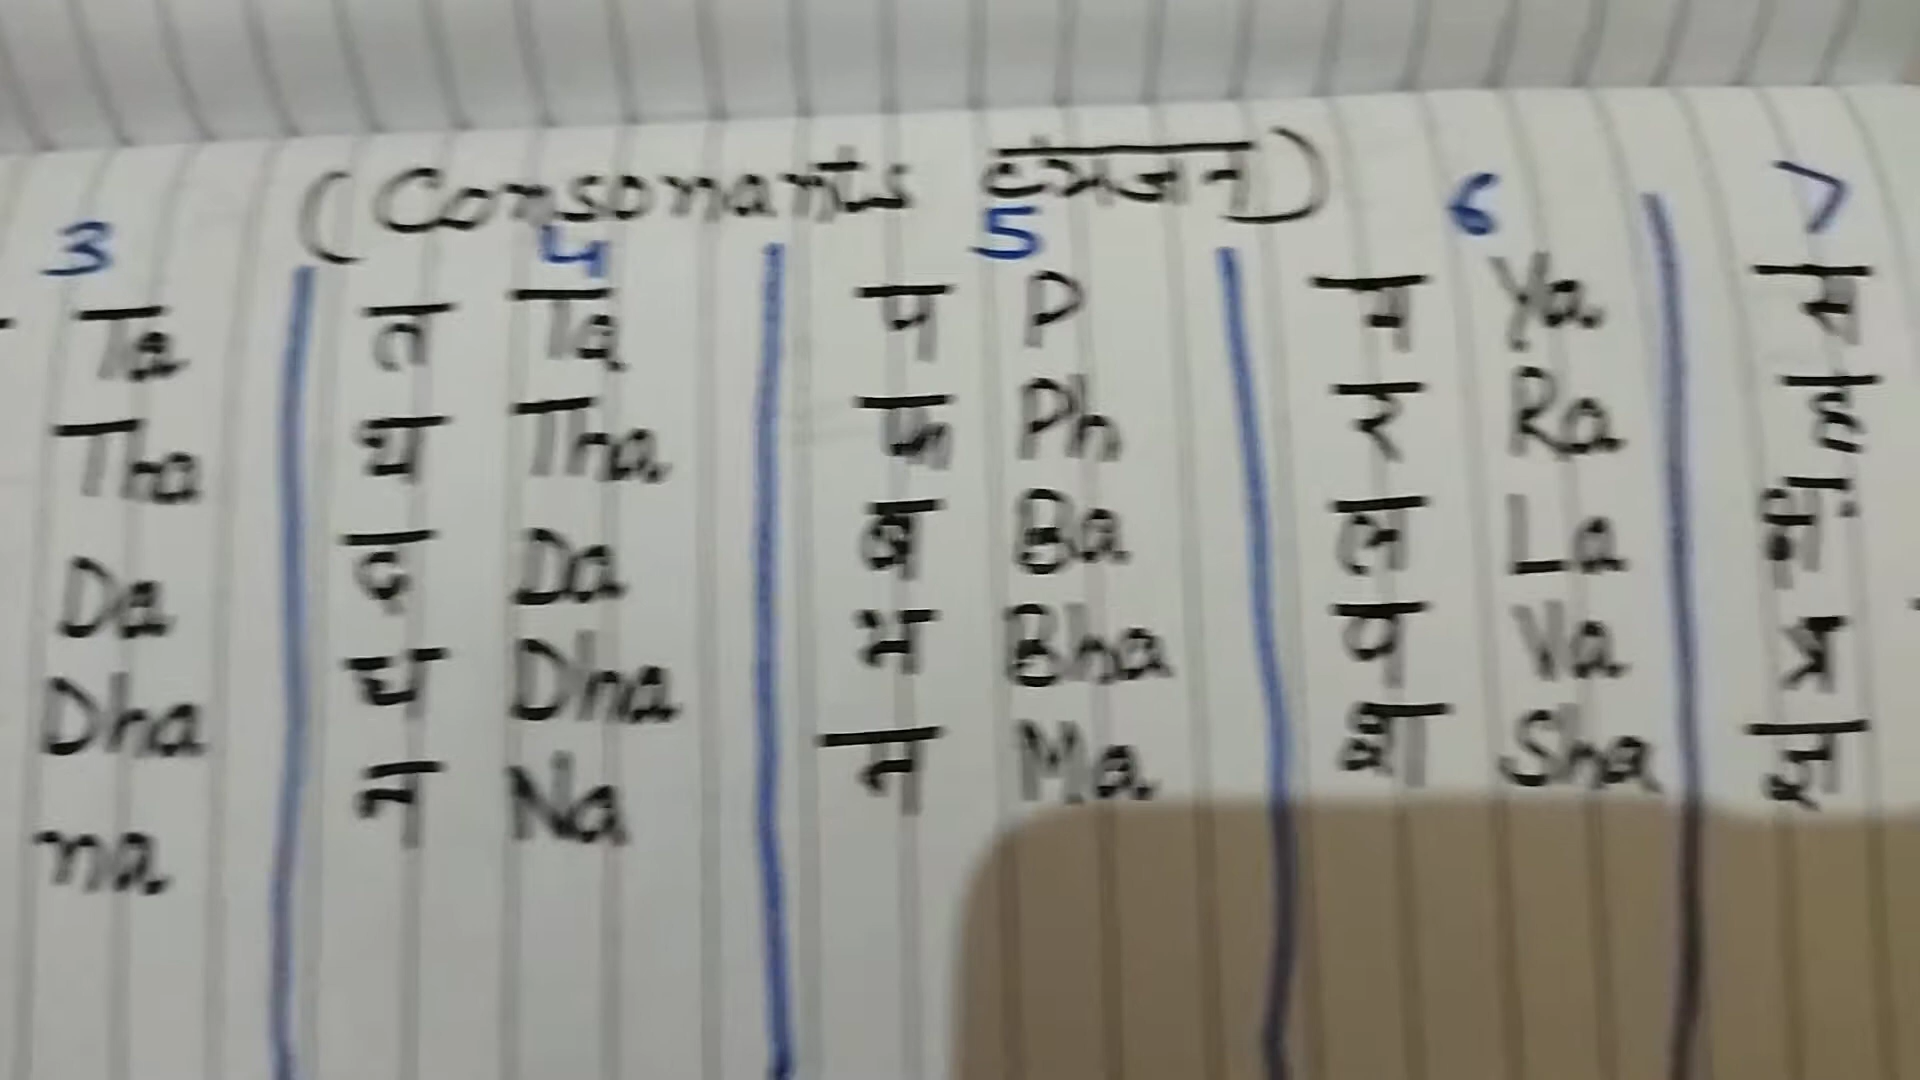 (Consonants व्यंजन)
3 4 5 6 7
Ta त Ta प P य Ya स
Tha थ Tha फ Ph र Ra ह
Da द Da ब Ba ल La क्ष
Dha ध Dha भ Bha व Va त्र
na न Na म Ma श Sha ज्ञ